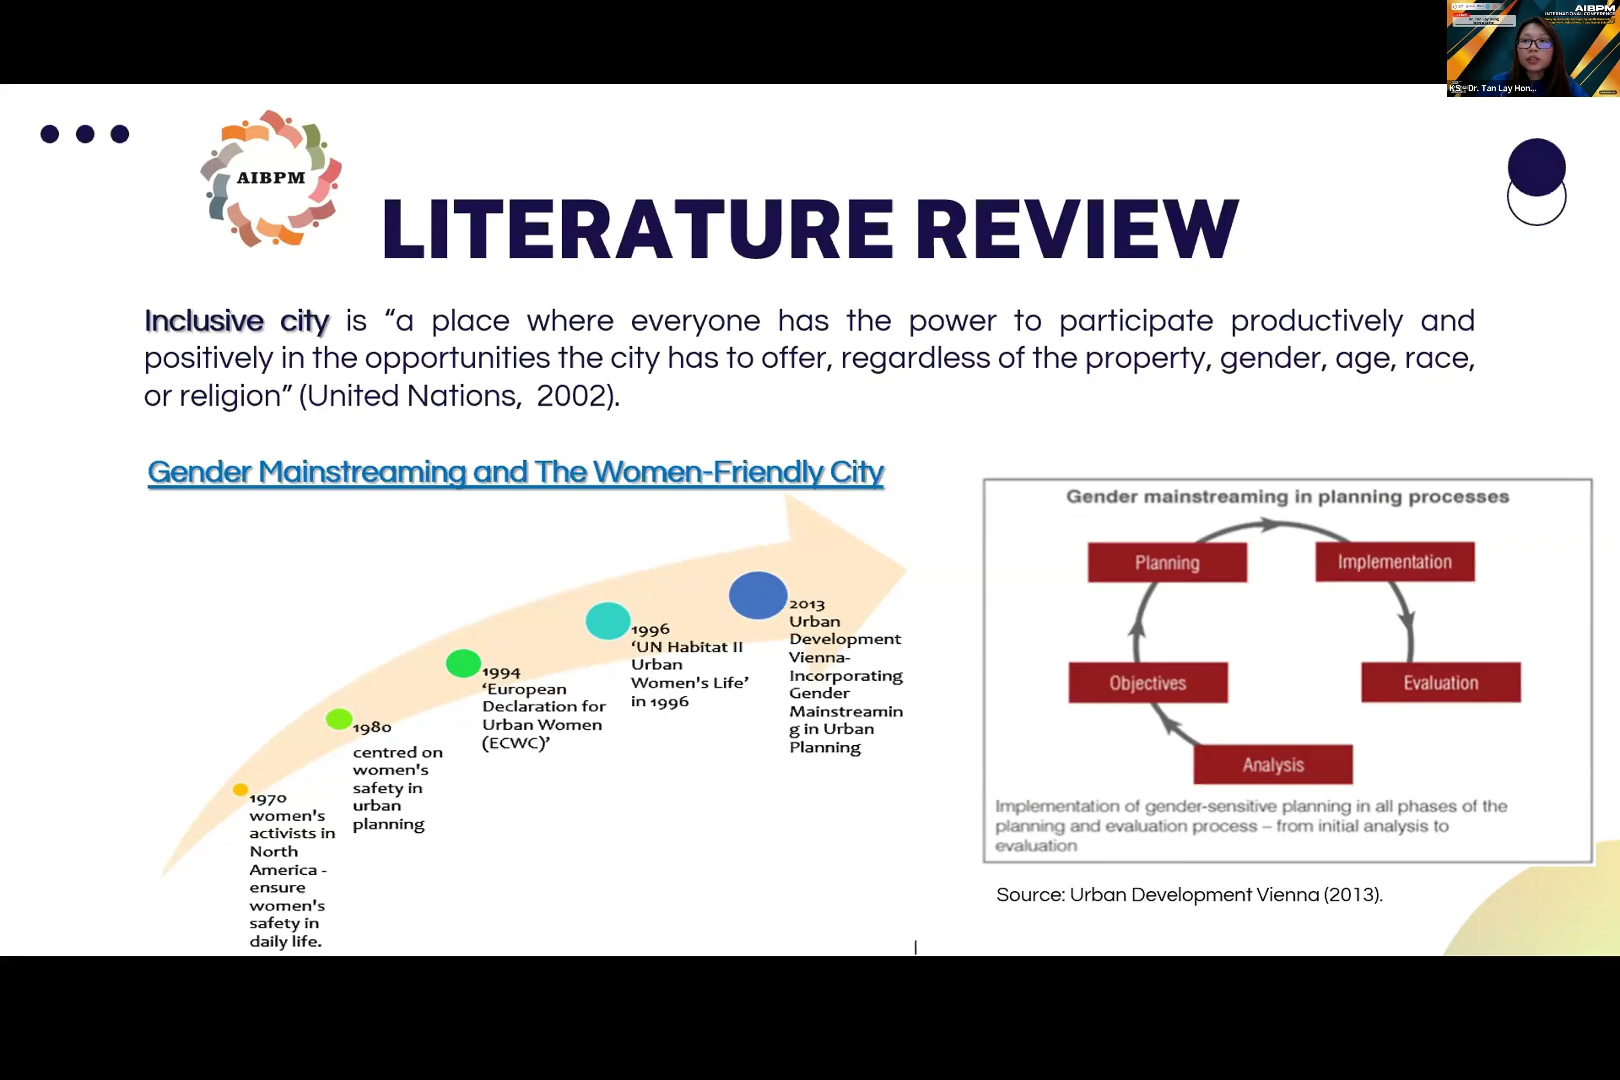 AIBPM
INTERNATIONAL CONFERENCE
KS - Dr. Tan Lay Hon...
AIBPM
LITERATURE REVIEW
Inclusive city is “a place where everyone has the power to participate productively and
positively in the opportunities the city has to offer, regardless of the property, gender, age, race,
or religion” (United Nations, 2002).
Gender Mainstreaming and The Women-Friendly City
1970
women's
activists in
North
America -
ensure
women's
safety in
daily life.
1980
centred on
women's
safety in
urban
planning
1994
‘European
Declaration for
Urban Women
(ECWC)’
1996
‘UN Habitat II
Urban
Women's Life’
in 1996
2013
Urban
Development
Vienna-
Incorporating
Gender
Mainstreamin
g in Urban
Planning
Gender mainstreaming in planning processes
Planning
Implementation
Objectives
Evaluation
Analysis
Implementation of gender-sensitive planning in all phases of the
planning and evaluation process – from initial analysis to
evaluation
Source: Urban Development Vienna (2013).